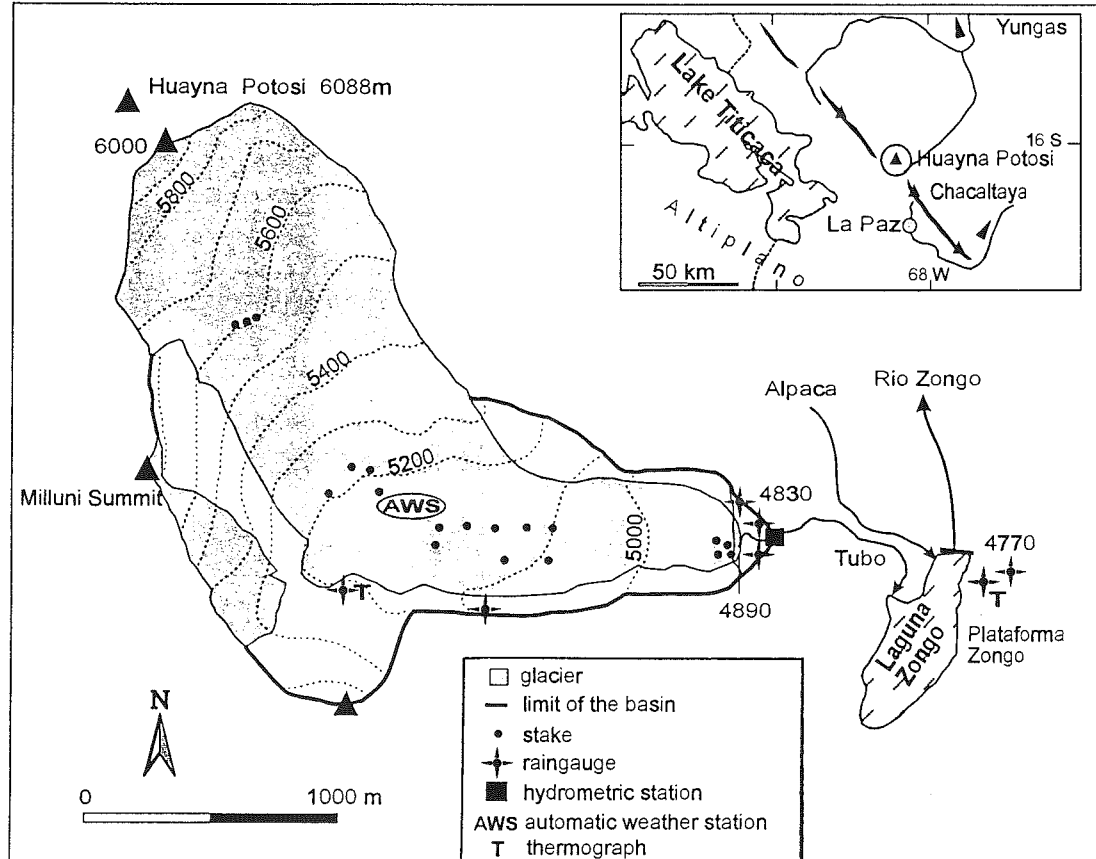 Huayna Potosi 6088m
6000
5800
5600
5400
5200
5000
AWS
Milluni Summit
T
4830
4890
Alpaca
Rio Zongo
Tubo
4770
T
Laguna
Zongo
Plataforma
Zongo
N
0 1000 m
glacier
limit of the basin
stake
raingauge
hydrometric station
AWS automatic weather station
T thermograph
Yungas
Lake Titicaca
16 S
Huayna Potosi
Chacaltaya
La Paz
Altiplano
50 km
68 W